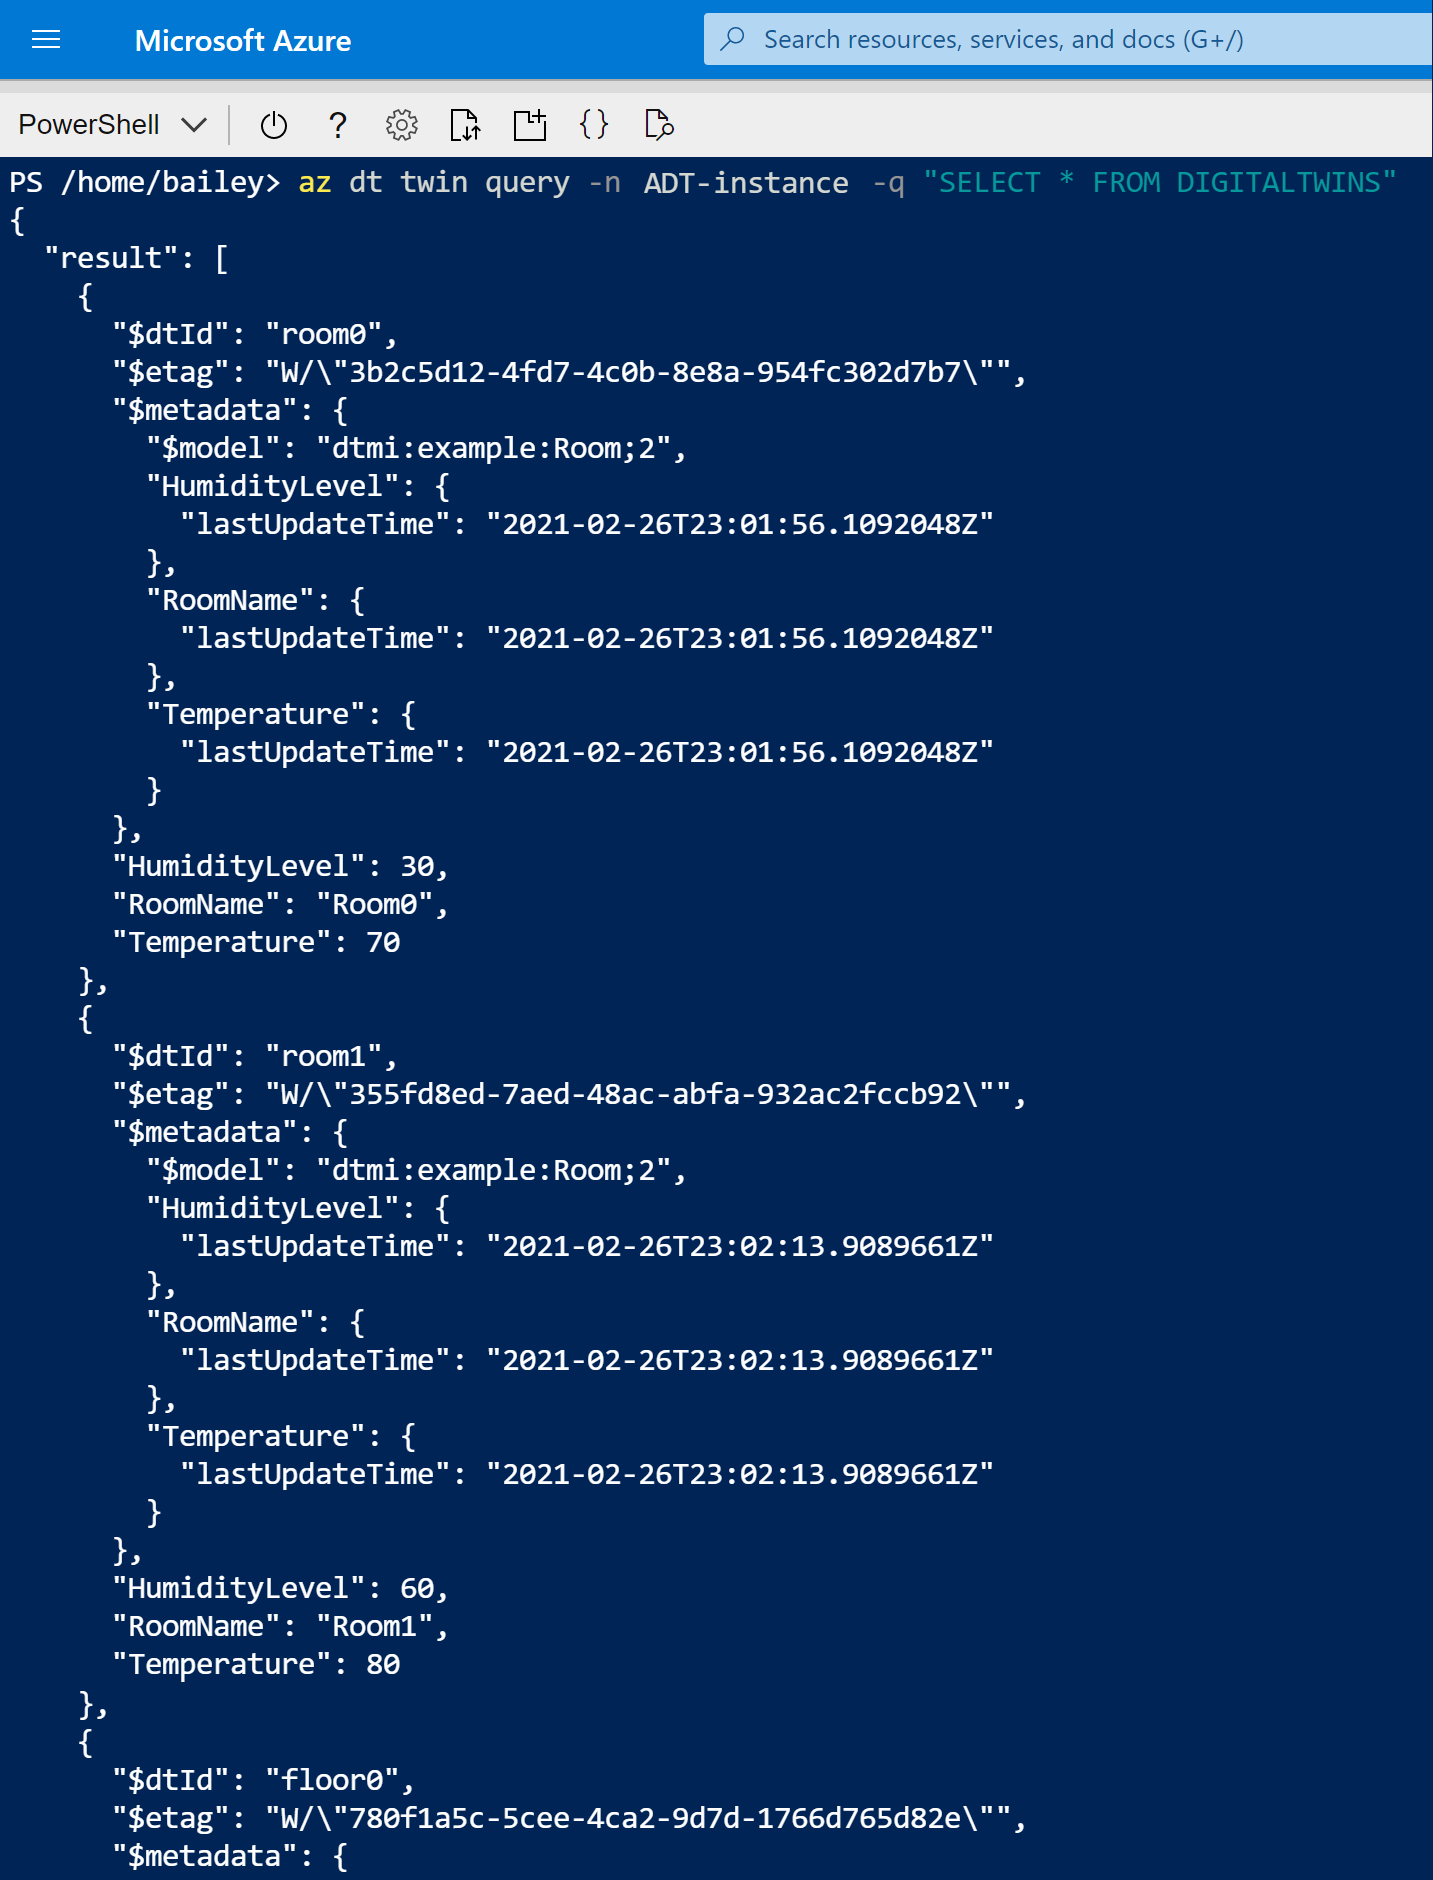 Microsoft Azure
Search resources, services, and docs (G+/)
PowerShell
PS /home/bailey> az dt twin query -n ADT-instance -q "SELECT * FROM DIGITALTWINS"
{
  "result": [
    {
      "$dtId": "room0",
      "$etag": "W/\"3b2c5d12-4fd7-4c0b-8e8a-954fc302d7b7\"",
      "$metadata": {
        "$model": "dtmi:example:Room;2",
        "HumidityLevel": {
          "lastUpdateTime": "2021-02-26T23:01:56.1092048Z"
        },
        "RoomName": {
          "lastUpdateTime": "2021-02-26T23:01:56.1092048Z"
        },
        "Temperature": {
          "lastUpdateTime": "2021-02-26T23:01:56.1092048Z"
        }
      },
      "HumidityLevel": 30,
      "RoomName": "Room0",
      "Temperature": 70
    },
    {
      "$dtId": "room1",
      "$etag": "W/\"355fd8ed-7aed-48ac-abfa-932ac2fccb92\"",
      "$metadata": {
        "$model": "dtmi:example:Room;2",
        "HumidityLevel": {
          "lastUpdateTime": "2021-02-26T23:02:13.9089661Z"
        },
        "RoomName": {
          "lastUpdateTime": "2021-02-26T23:02:13.9089661Z"
        },
        "Temperature": {
          "lastUpdateTime": "2021-02-26T23:02:13.9089661Z"
        }
      },
      "HumidityLevel": 60,
      "RoomName": "Room1",
      "Temperature": 80
    },
    {
      "$dtId": "floor0",
      "$etag": "W/\"780f1a5c-5cee-4ca2-9d7d-1766d765d82e\"",
      "$metadata": {